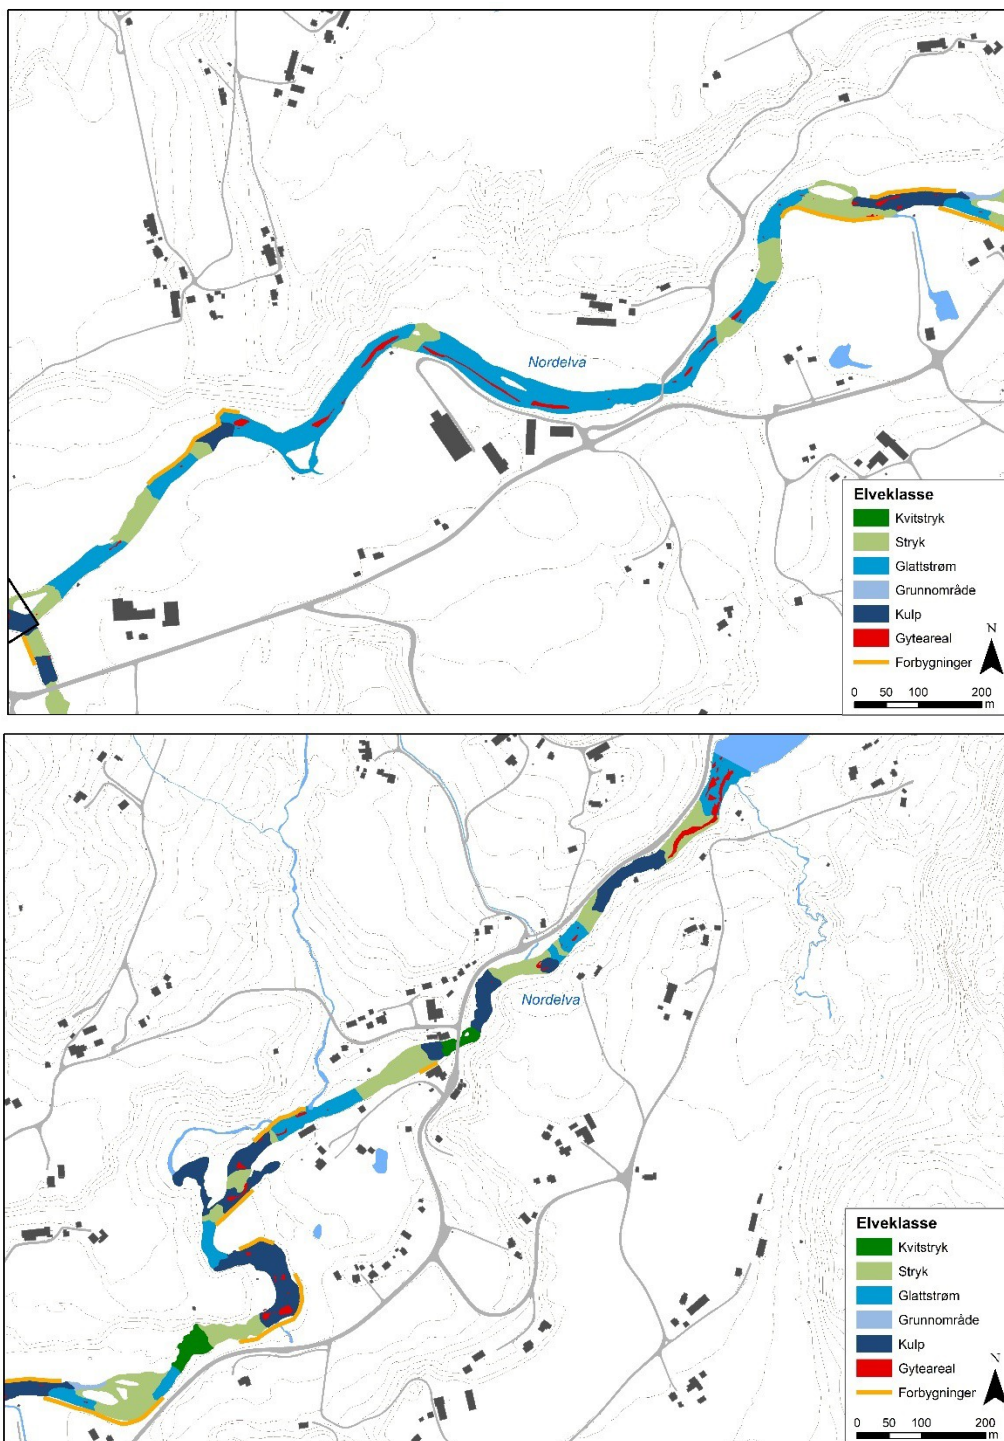 Nordelva
Elveklasse
Kvitstryk
Stryk
Glattstrøm
Grunnområde
Kulp
Gyteareal
Forbygninger
N
0 50 100 200
m
Nordelva
Elveklasse
Kvitstryk
Stryk
Glattstrøm
Grunnområde
Kulp
Gyteareal
Forbygninger
N
0 50 100 200
m